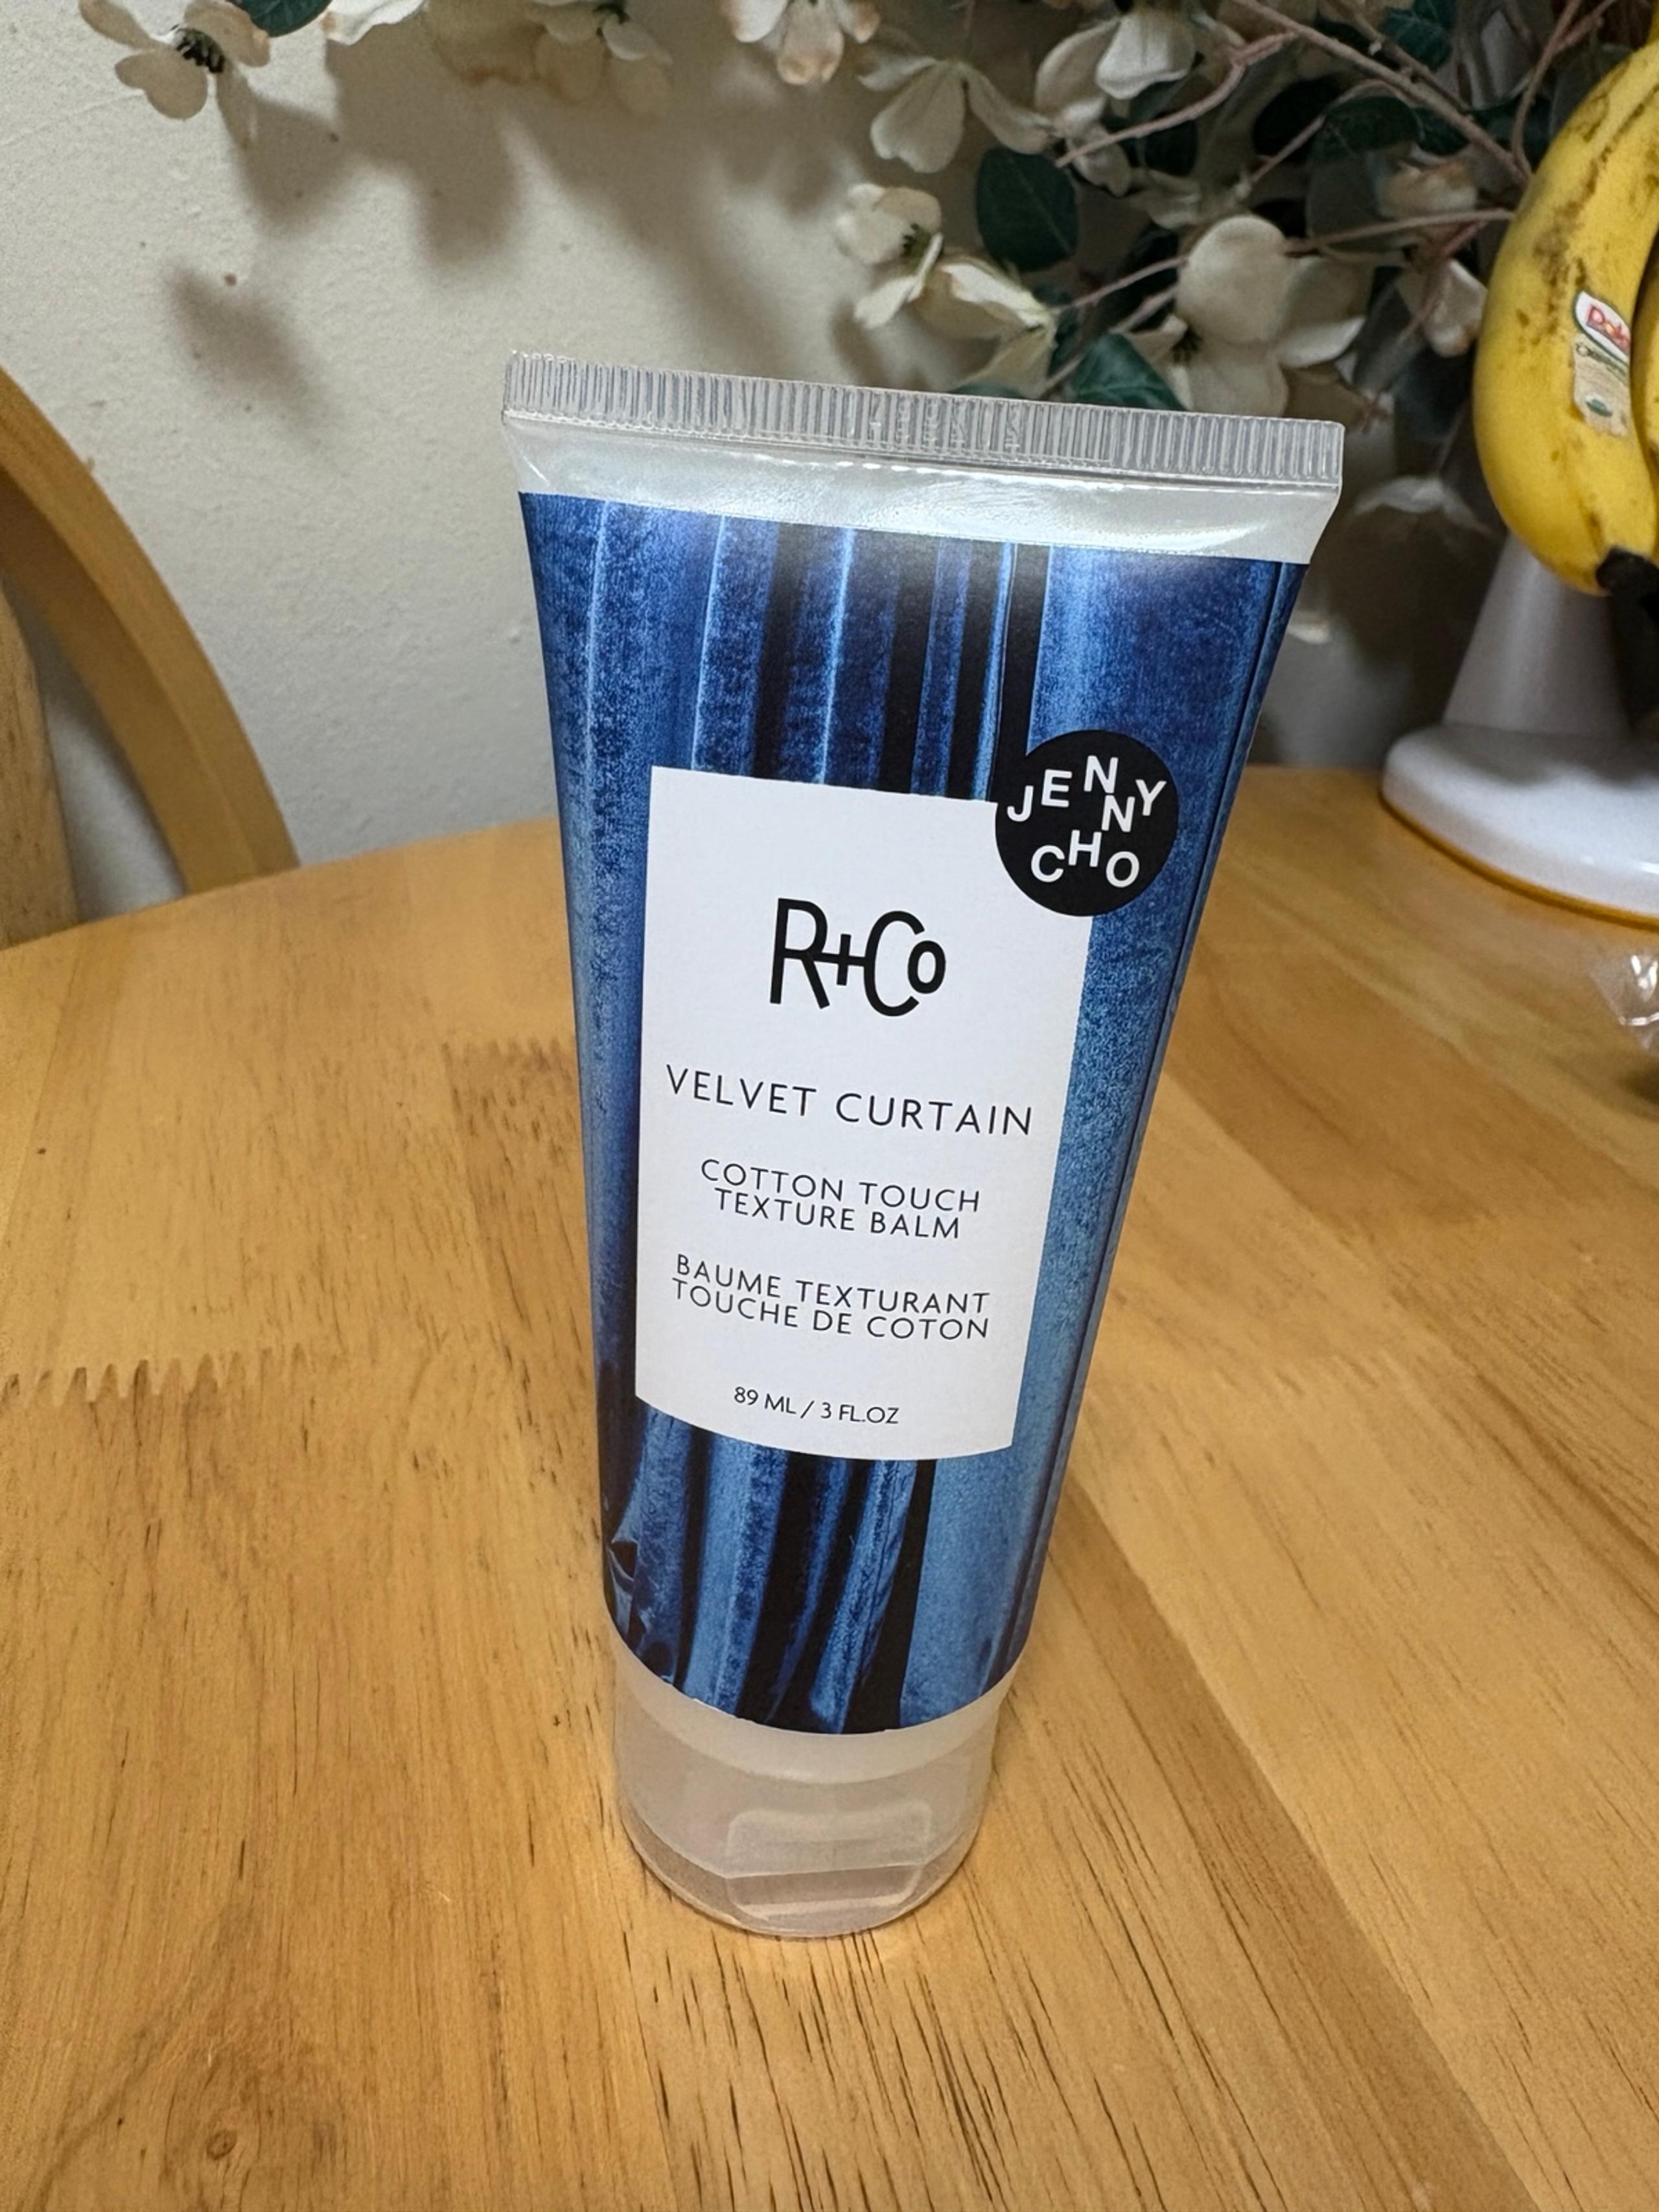 JENNY
CHO
R+Co
VELVET CURTAIN
COTTON TOUCH
TEXTURE BALM
BAUME TEXTURANT
TOUCHE DE COTON
89 ML / 3 FL.OZ
Dole